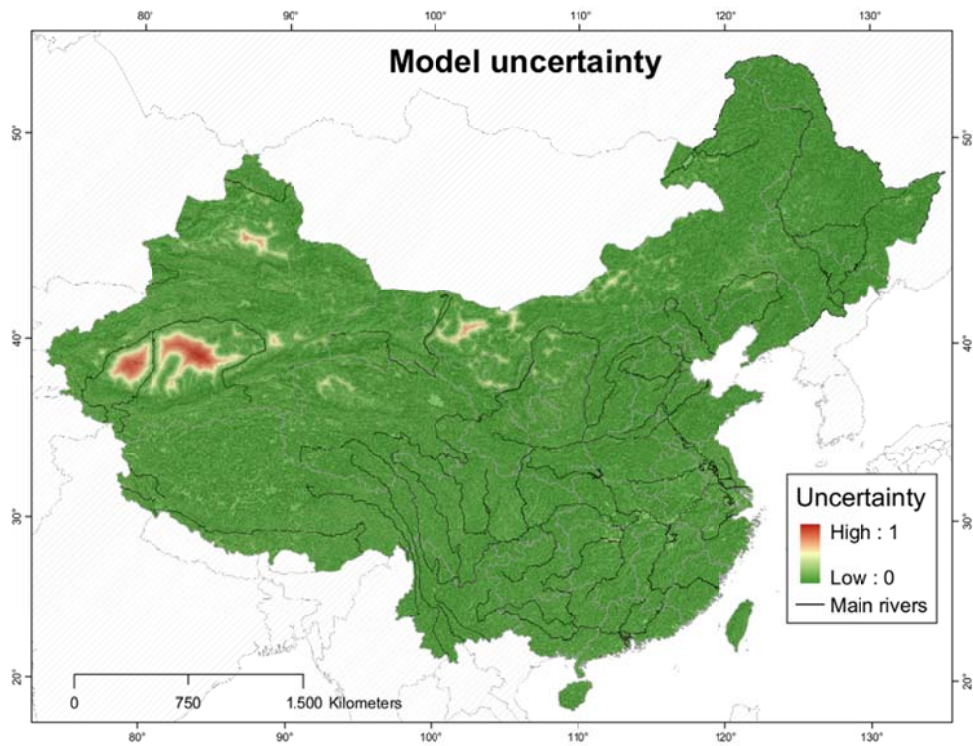 80° 90° 100° 110° 120° 130°
Model uncertainty
50° 50°
40° 40°
30° 30°
20° 20°
Uncertainty
High : 1
Low : 0
Main rivers
0 750 1.500 Kilometers
80° 90° 100° 110° 120° 130°